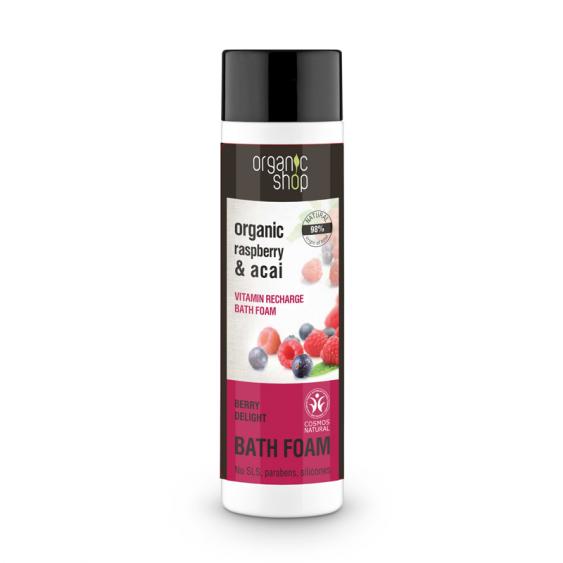 organic
shop
organic
raspberry
& acai
NATURAL
98%
VITAMIN RECHARGE
BATH FOAM
BERRY
DELIGHT
COSMOS
NATURAL
BATH FOAM
No SLS, parabens, silicones